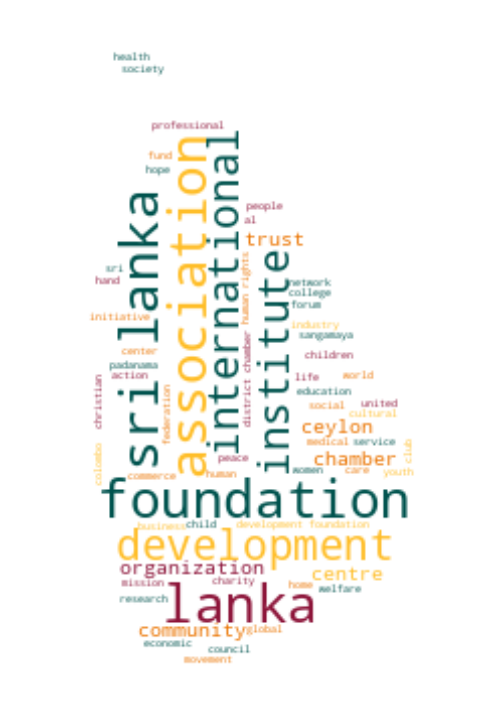 health
society
professional
fund
hope
association
international
sri lanka
people
al
trust
institute
human rights
sri
hand
network
college
forum
initiative
industry
sangamaya
center
district chamber
children
padanama
action
life
world
christian
education
federation
social
united
cultural
ceylon
medical
service
club
colombo
peace
chamber
commerce
human
women
care
youth
foundation
business
child
development foundation
development
organization
centre
mission
charity
home
welfare
research
lanka
community
global
economic
council
movement